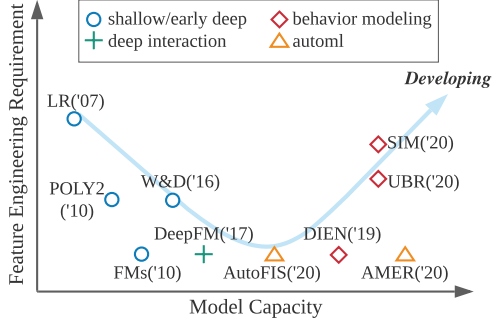 shallow/early deep
behavior modeling
deep interaction
automl
Developing
LR('07)
SIM('20)
POLY2
('10)
W&D('16)
UBR('20)
DeepFM('17)
DIEN('19)
FMs('10)
AutoFIS('20)
AMER('20)
Feature Engineering Requirement
Model Capacity